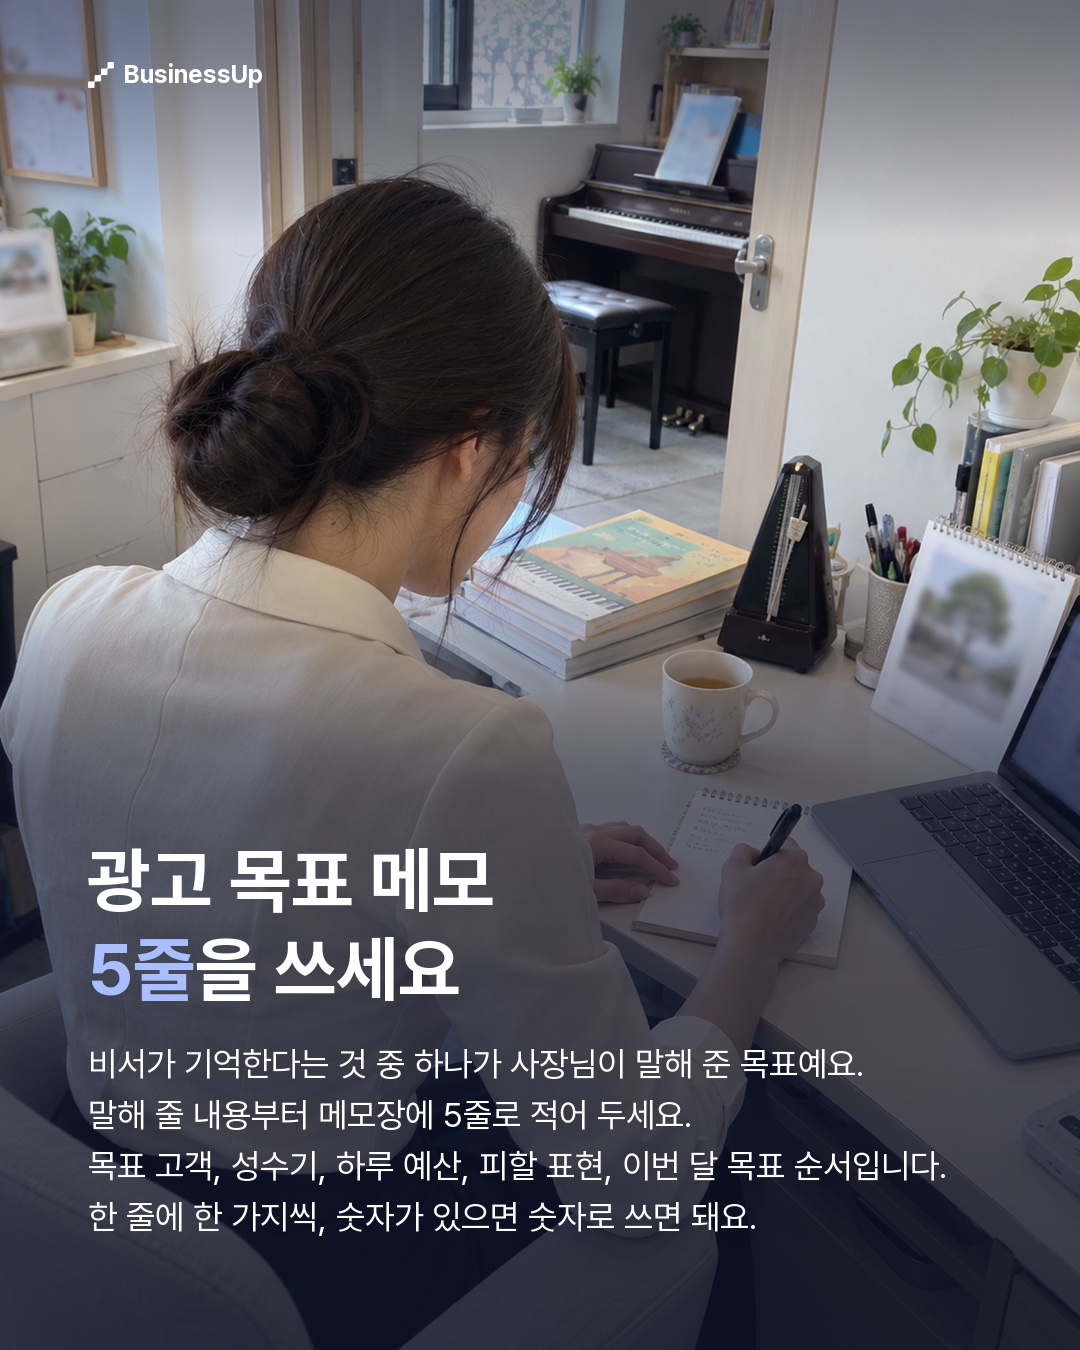 BusinessUp
광고 목표 메모
5줄을 쓰세요
비서가 기억한다는 것 중 하나가 사장님이 말해 준 목표예요.
말해 줄 내용부터 메모장에 5줄로 적어 두세요.
목표 고객, 성수기, 하루 예산, 피할 표현, 이번 달 목표 순서입니다.
한 줄에 한 가지씩, 숫자가 있으면 숫자로 쓰면 돼요.